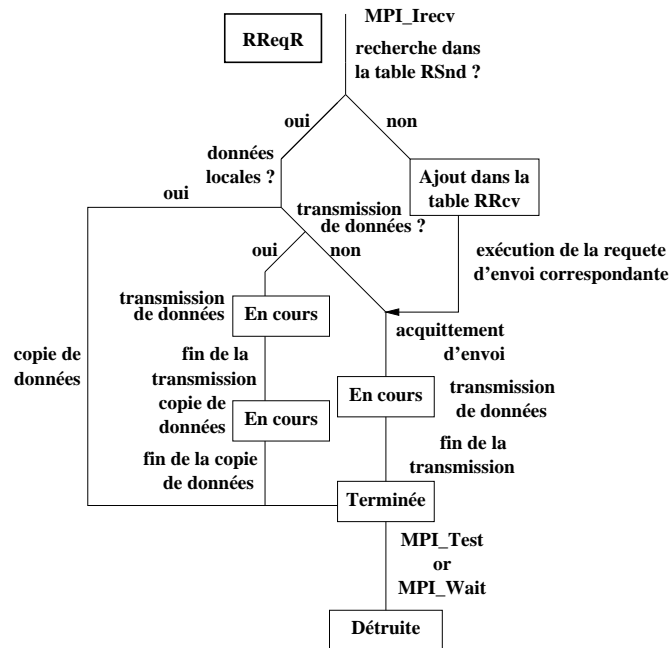 MPI_Irecv
RReqR
recherche dans
la table RSnd ?
oui
non
données
locales ?
Ajout dans la
table RRcv
oui
transmission
de données ?
oui
non
exécution de la requete
d'envoi correspondante
transmission
de données
En cours
acquittement
d'envoi
copie de
données
fin de la
transmission
copie de
données
En cours
En cours
transmission
de données
fin de la copie
de données
fin de la
transmission
Terminée
MPI_Test
or
MPI_Wait
Détruite